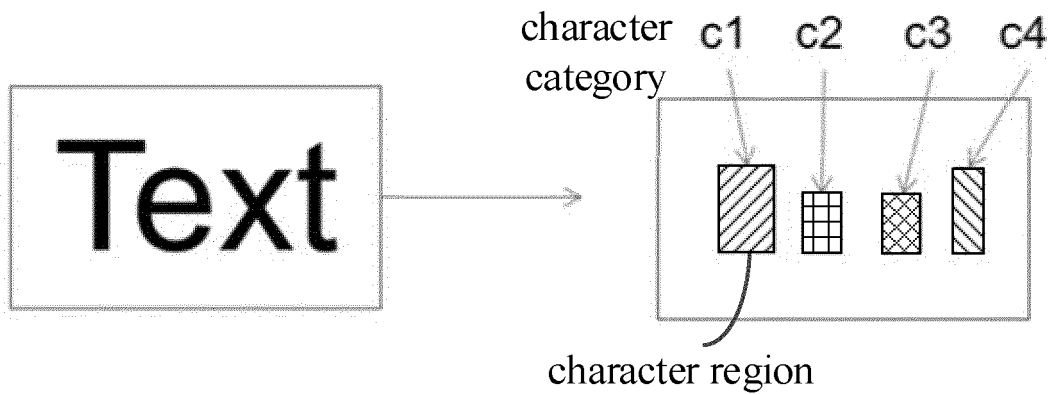 character c1 c2 c3 c4
category
Text
character region